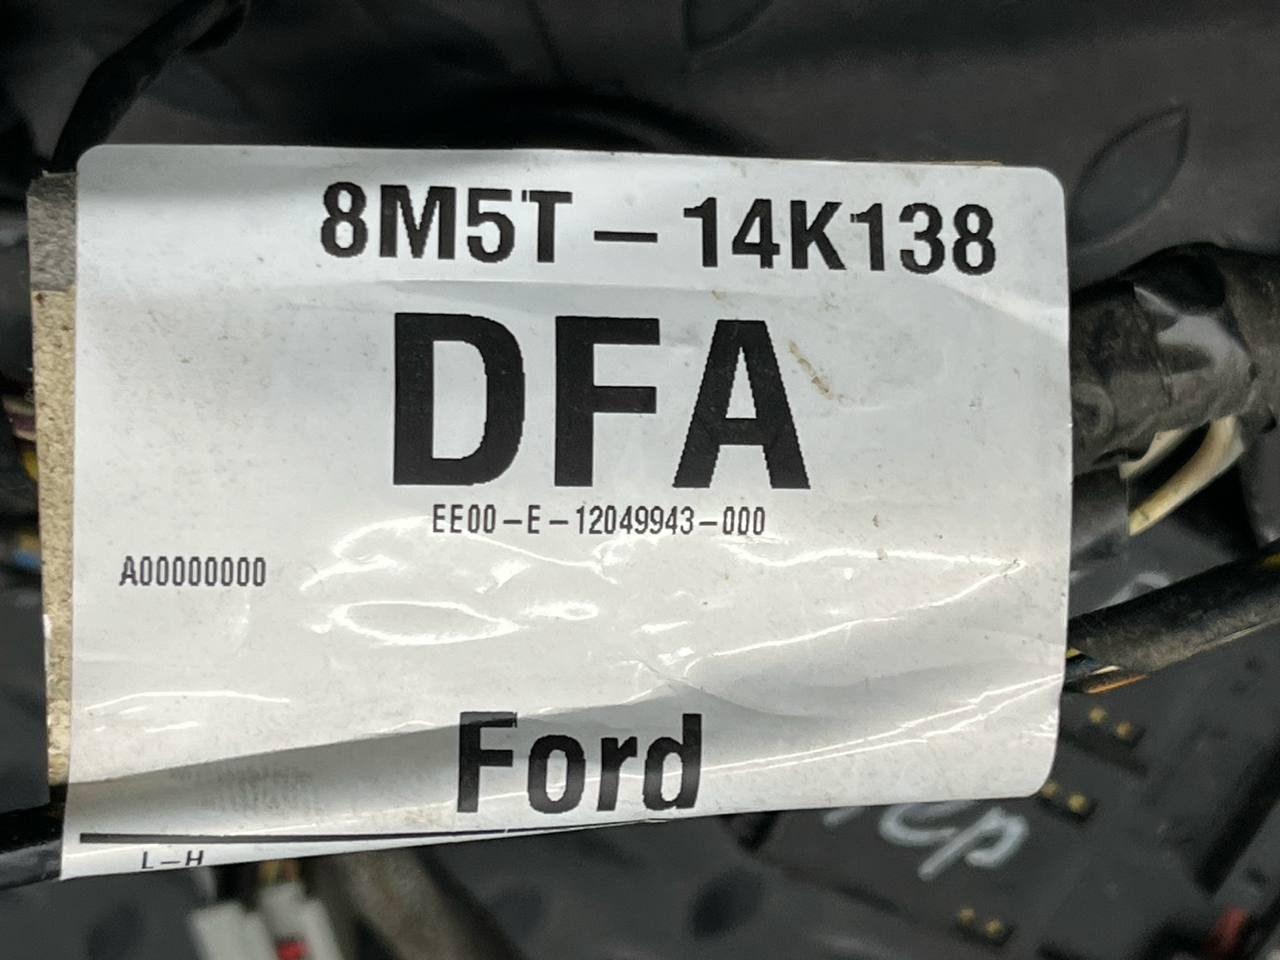 8M5T-14K138
DFA
EE00-E-12049943-000
A00000000
Ford
L-H